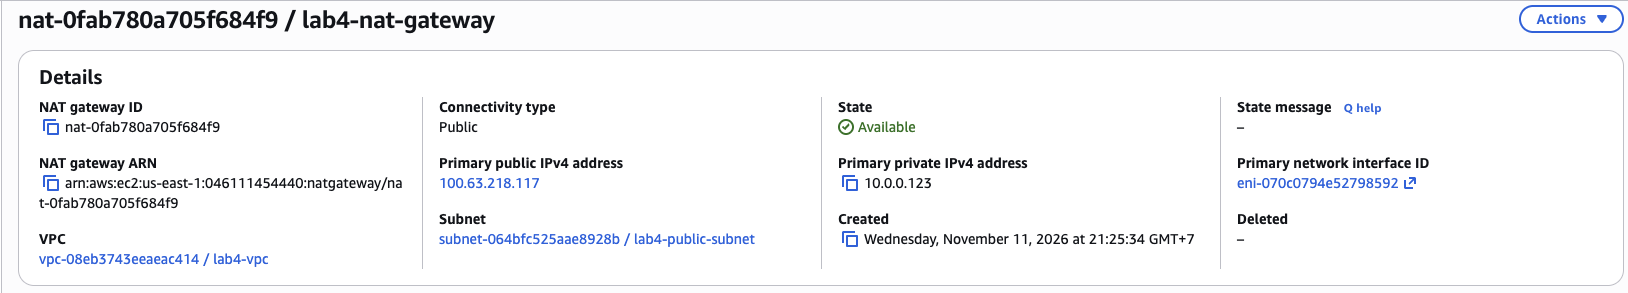 nat-0fab780a705f684f9 / lab4-nat-gateway
Actions
Details
NAT gateway ID
nat-0fab780a705f684f9
NAT gateway ARN
arn:aws:ec2:us-east-1:046111454440:natgateway/na
t-0fab780a705f684f9
VPC
vpc-08eb3743eeaeac414 / lab4-vpc
Connectivity type
Public
Primary public IPv4 address
100.63.218.117
Subnet
subnet-064bfc525aae8928b / lab4-public-subnet
State
Available
Primary private IPv4 address
10.0.0.123
Created
Wednesday, November 11, 2026 at 21:25:34 GMT+7
State message Q help
–
Primary network interface ID
eni-070c0794e52798592
Deleted
–